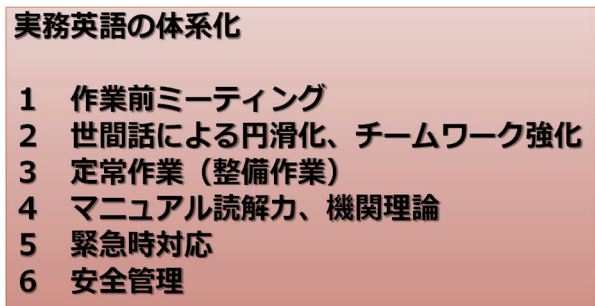 実務英語の体系化
1 作業前ミーティング
2 世間話による円滑化、チームワーク強化
3 定常作業（整備作業）
4 マニュアル読解力、機関理論
5 緊急時対応
6 安全管理